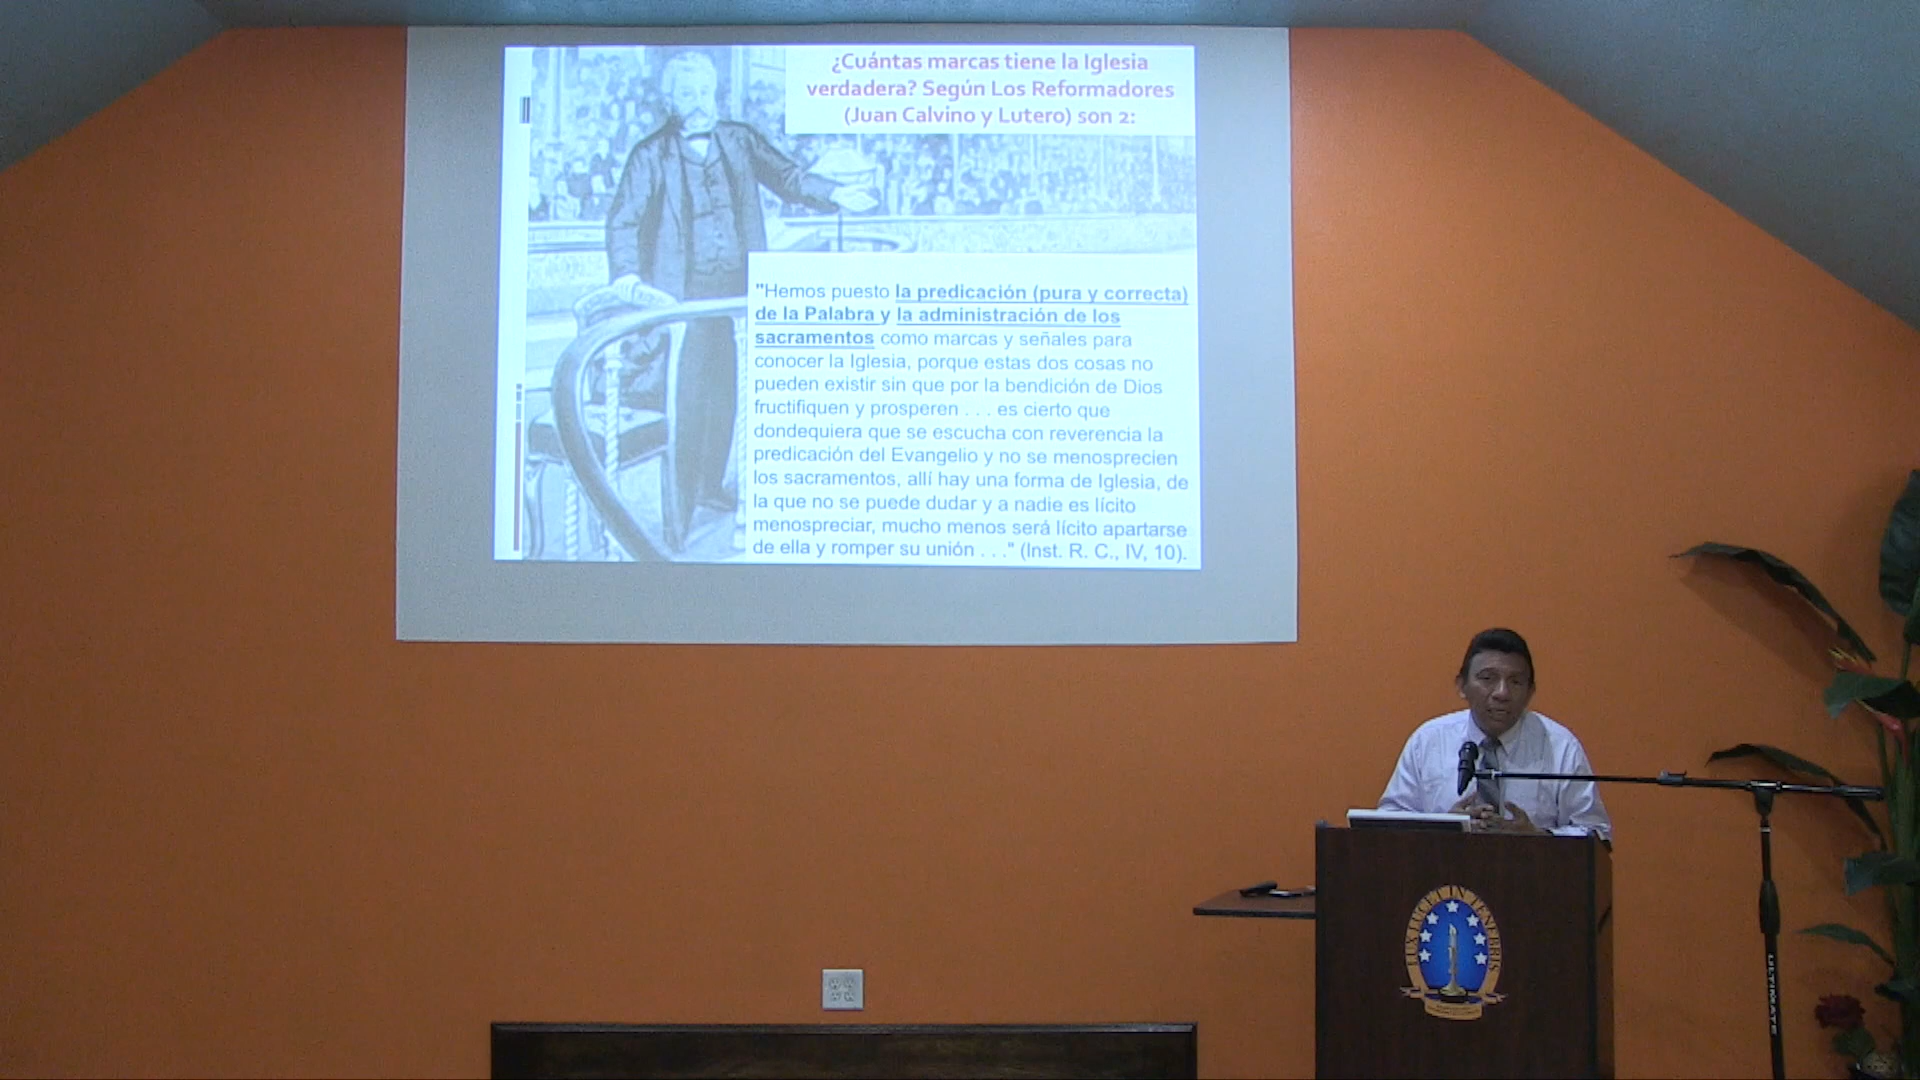 ¿Cuántas marcas tiene la Iglesia
verdadera? Según Los Reformadores
(Juan Calvino y Lutero) son 2:
"Hemos puesto la predicación (pura y correcta)
de la Palabra y la administración de los
sacramentos como marcas y señales para
conocer la Iglesia, porque estas dos cosas no
pueden existir sin que por la bendición de Dios
fructifiquen y prosperen . . . es cierto que
dondequiera que se escucha con reverencia la
predicación del Evangelio y no se menosprecien
los sacramentos, allí hay una forma de Iglesia, de
la que no se puede dudar y a nadie es lícito
menospreciar, mucho menos será lícito apartarse
de ella y romper su unión . . ." (Inst. R. C., IV, 10).
LUX LUCET IN TENEBRIS
ULTIMATE